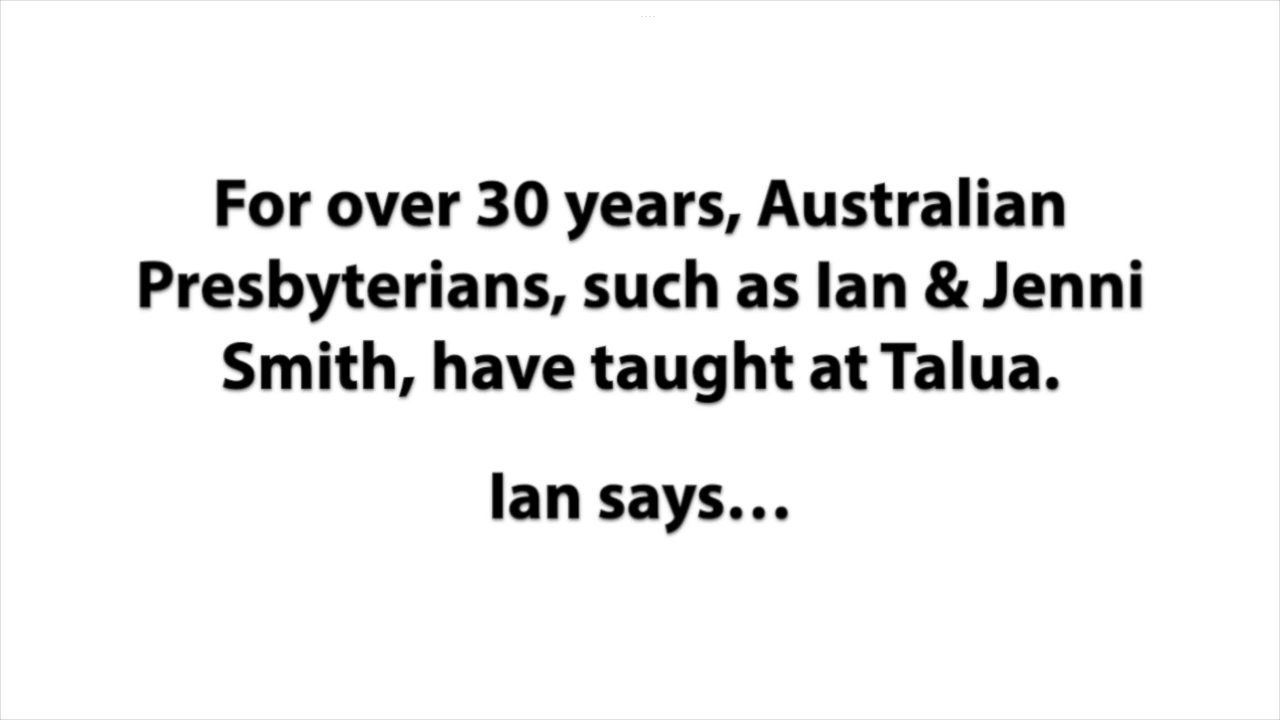 For over 30 years, Australian
Presbyterians, such as Ian & Jenni
Smith, have taught at Talua.
Ian says…